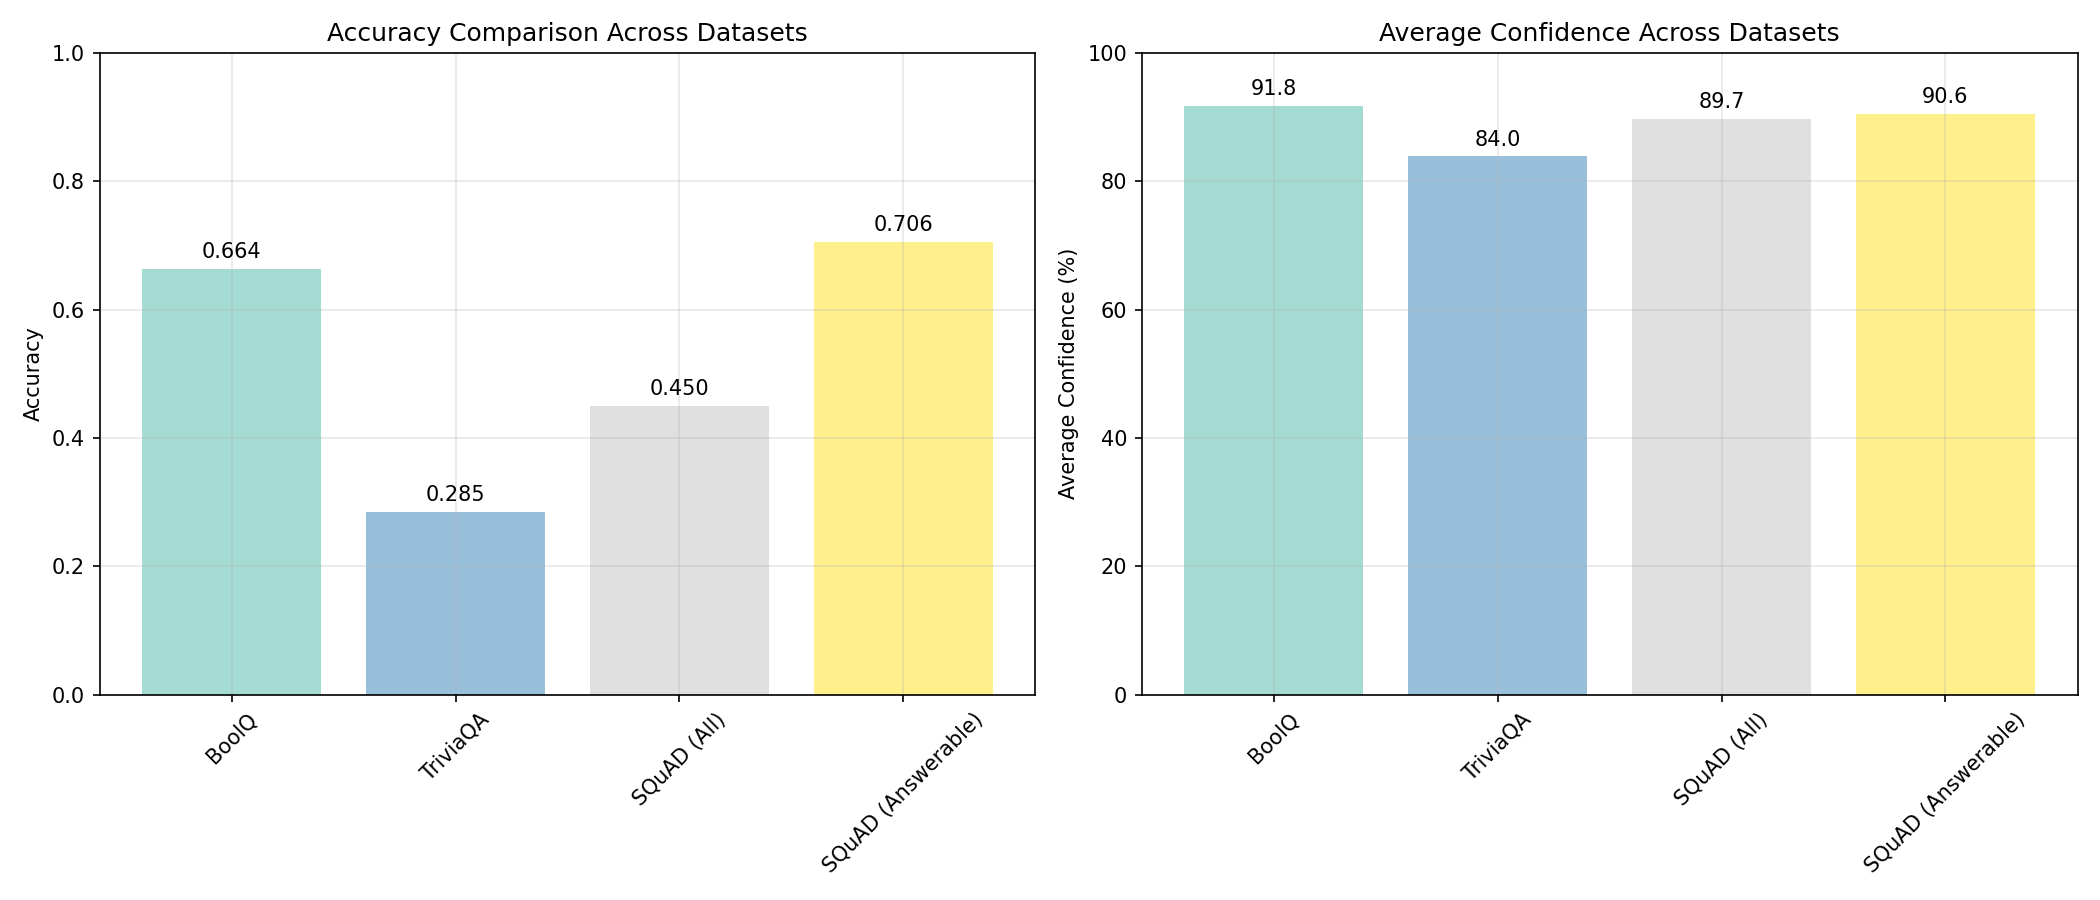 Accuracy Comparison Across Datasets
1.0
0.8
0.6
0.4
0.2
0.0
Accuracy
0.664
0.285
0.450
0.706
BoolQ
TriviaQA
SQuAD (All)
SQuAD (Answerable)
Average Confidence Across Datasets
100
80
60
40
20
0
Average Confidence (%)
91.8
84.0
89.7
90.6
BoolQ
TriviaQA
SQuAD (All)
SQuAD (Answerable)